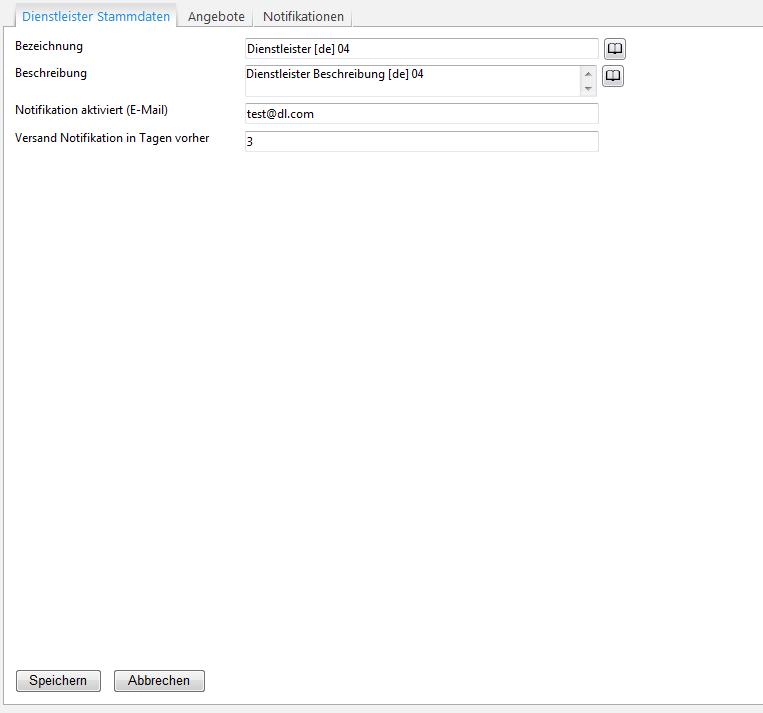 Dienstleister Stammdaten Angebote Notifikationen
Bezeichnung Dienstleister [de] 04
Beschreibung Dienstleister Beschreibung [de] 04
Notifikation aktiviert (E-Mail) test@dl.com
Versand Notifikation in Tagen vorher 3
Speichern Abbrechen